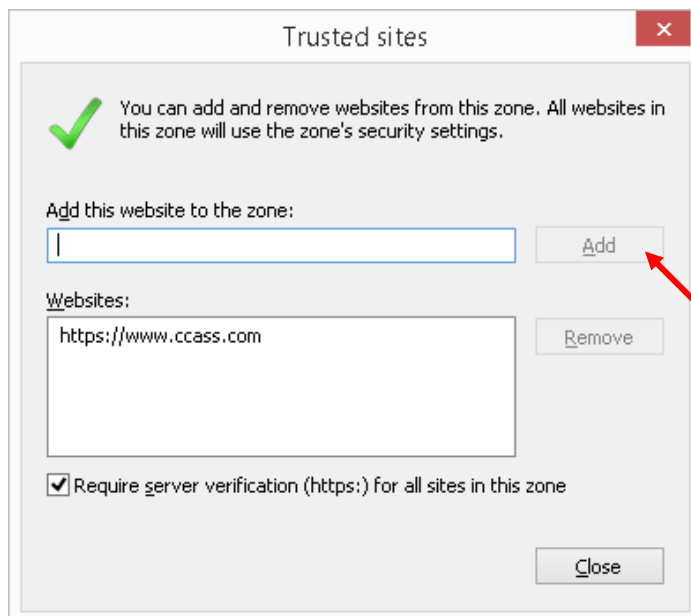 Trusted sites
You can add and remove websites from this zone. All websites in
this zone will use the zone's security settings.
Add this website to the zone:
Add
Websites:
https://www.ccass.com
Remove
Require server verification (https:) for all sites in this zone
Close